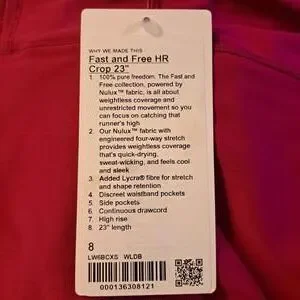 WHY WE MADE THIS
Fast and Free HR
Crop 23"
1. 100% pure freedom. The Fast and
Free collection, powered by
Nulux™ fabric, is all about
weightless coverage and
unrestricted movement so you
can focus on catching that
runner's high
2. Our Nulux™ fabric with
engineered four-way stretch
provides weightless coverage
that's quick-drying,
sweat-wicking, and feels cool
and sleek
3. Added Lycra® fibre for stretch
and shape retention
4. Discreet waistband pockets
5. Side pockets
6. Continuous drawcord
7. High rise
8. 23" length
8
LW6BCXS WLDB
000136308121